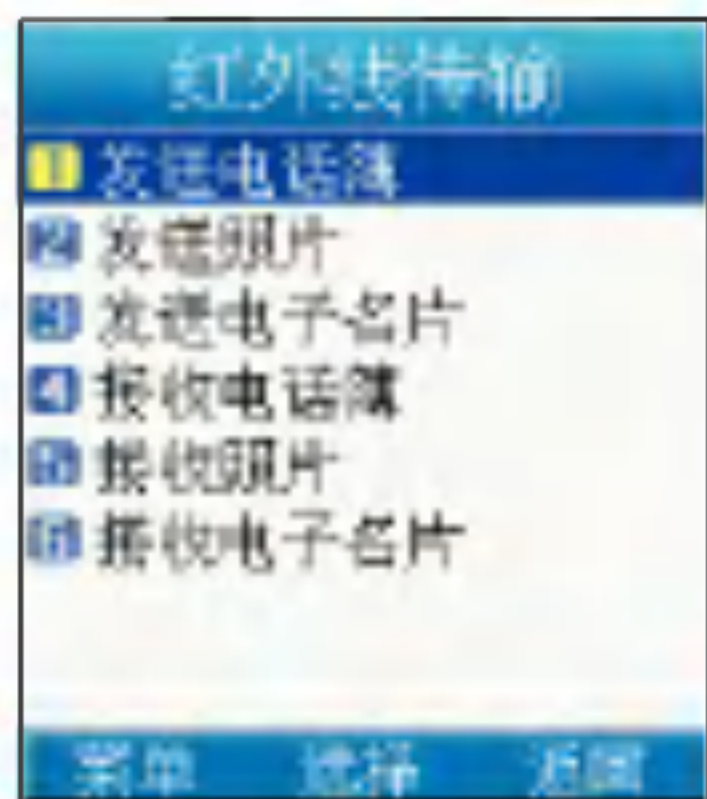 红外线传输
1 发送电话簿
2 发送照片
3 发送电子名片
4 接收电话簿
5 接收照片
6 接收电子名片
菜单 选择 返回